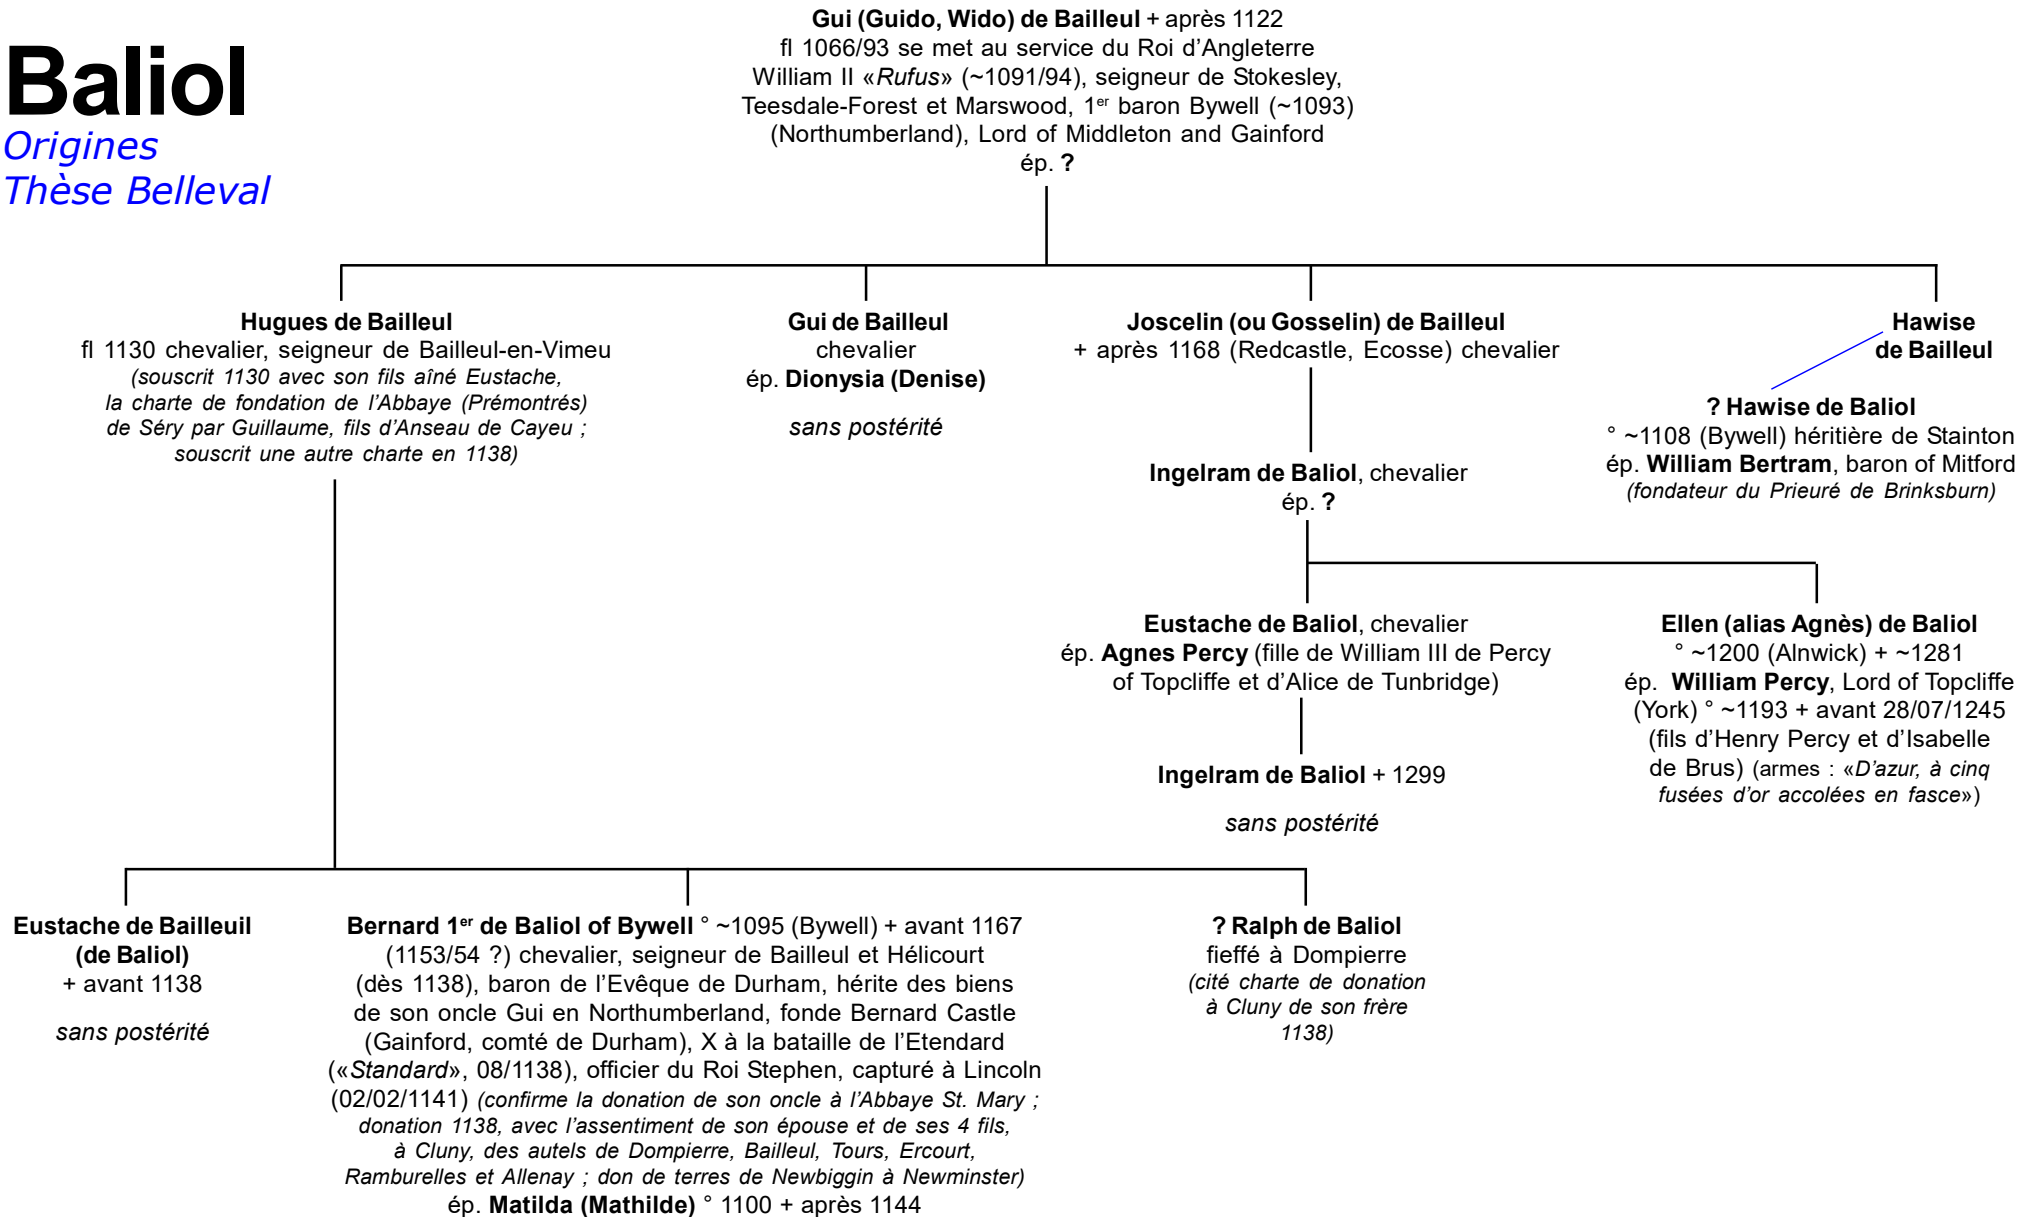 Baliol
Origines
Thèse Belleval
Gui (Guido, Wido) de Bailleul + après 1122
fl 1066/93 se met au service du Roi d’Angleterre
William II «Rufus» (~1091/94), seigneur de Stokesley,
Teesdale-Forest et Marswood, 1er baron Bywell (~1093)
(Northumberland), Lord of Middleton and Gainford
ép. ?
Hugues de Bailleul
fl 1130 chevalier, seigneur de Bailleul-en-Vimeu
(souscrit 1130 avec son fils aîné Eustache,
la charte de fondation de l’Abbaye (Prémontrés)
de Séry par Guillaume, fils d’Anseau de Cayeu ;
souscrit une autre charte en 1138)
Gui de Bailleul
chevalier
ép. Dionysia (Denise)
sans postérité
Joscelin (ou Gosselin) de Bailleul
+ après 1168 (Redcastle, Ecosse) chevalier
Hawise
de Bailleul
? Hawise de Baliol
° ~1108 (Bywell) héritière de Stainton
ép. William Bertram, baron of Mitford
(fondateur du Prieuré de Brinksburn)
Ingelram de Baliol, chevalier
ép. ?
Eustache de Baliol, chevalier
ép. Agnes Percy (fille de William III de Percy
of Topcliffe et d’Alice de Tunbridge)
Ingelram de Baliol + 1299
sans postérité
Ellen (alias Agnès) de Baliol
° ~1200 (Alnwick) + ~1281
ép. William Percy, Lord of Topcliffe
(York) ° ~1193 + avant 28/07/1245
(fils d’Henry Percy et d’Isabelle
de Brus) (armes : «D’azur, à cinq
fusées d’or accolées en fasce»)
Eustache de Bailleuil
(de Baliol)
+ avant 1138
sans postérité
Bernard 1er de Baliol of Bywell ° ~1095 (Bywell) + avant 1167
(1153/54 ?) chevalier, seigneur de Bailleul et Hélicourt
(dès 1138), baron de l’Evêque de Durham, hérite des biens
de son oncle Gui en Northumberland, fonde Bernard Castle
(Gainford, comté de Durham), X à la bataille de l’Etendard
(«Standard», 08/1138), officier du Roi Stephen, capturé à Lincoln
(02/02/1141) (confirme la donation de son oncle à l’Abbaye St. Mary ;
donation 1138, avec l’assentiment de son épouse et de ses 4 fils,
à Cluny, des autels de Dompierre, Bailleul, Tours, Ercourt,
Ramburelles et Allenay ; don de terres de Newbiggin à Newminster)
ép. Matilda (Mathilde) ° 1100 + après 1144
? Ralph de Baliol
fieffé à Dompierre
(cité charte de donation
à Cluny de son frère
1138)